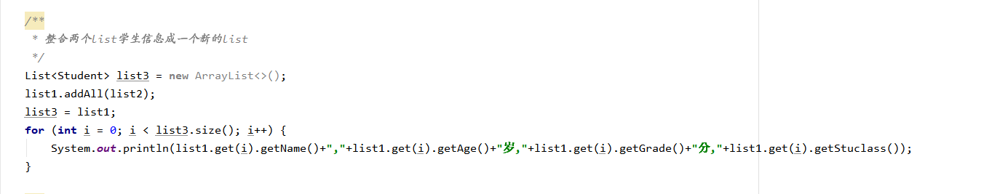 /**
 * 整合两个list学生信息成一个新的list
 */
List<Student> list3 = new ArrayList<>();
list1.addAll(list2);
list3 = list1;
for (int i = 0; i < list3.size(); i++) {
    System.out.println(list1.get(i).getName()+","+list1.get(i).getAge()+"岁,"+list1.get(i).getGrade()+"分,"+list1.get(i).getStuclass());
}